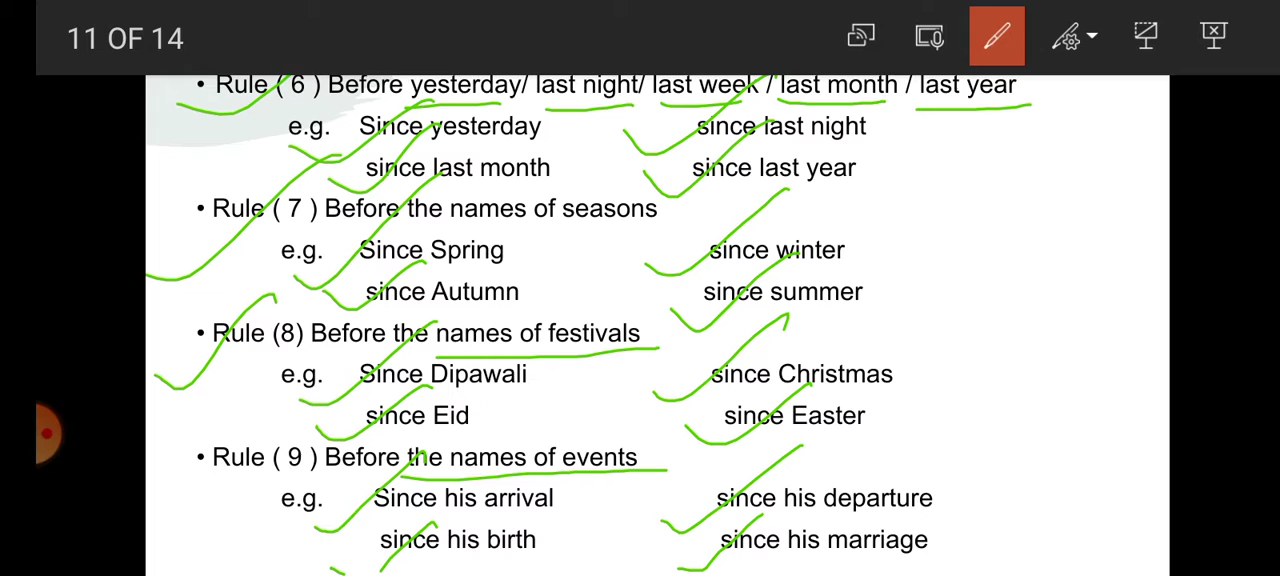 11 OF 14
• Rule ( 6 ) Before yesterday/ last night/ last week / last month / last year
e.g. Since yesterday since last night
since last month since last year
• Rule ( 7 ) Before the names of seasons
e.g. Since Spring since winter
since Autumn since summer
• Rule (8) Before the names of festivals
e.g. Since Dipawali since Christmas
since Eid since Easter
• Rule ( 9 ) Before the names of events
e.g. Since his arrival since his departure
since his birth since his marriage